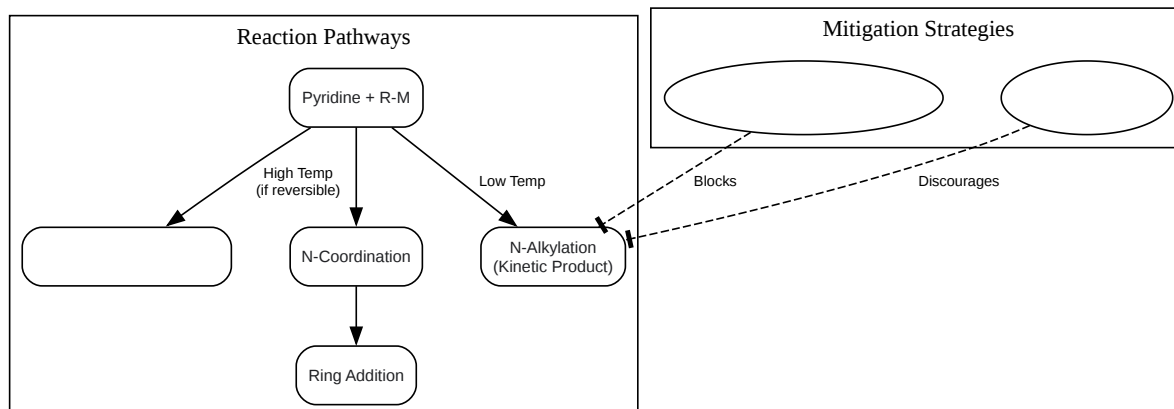 Reaction Pathways
Mitigation Strategies
Pyridine + R-M
High Temp
(if reversible)
Low Temp
Blocks
Discourages
N-Coordination
N-Alkylation
(Kinetic Product)
Ring Addition